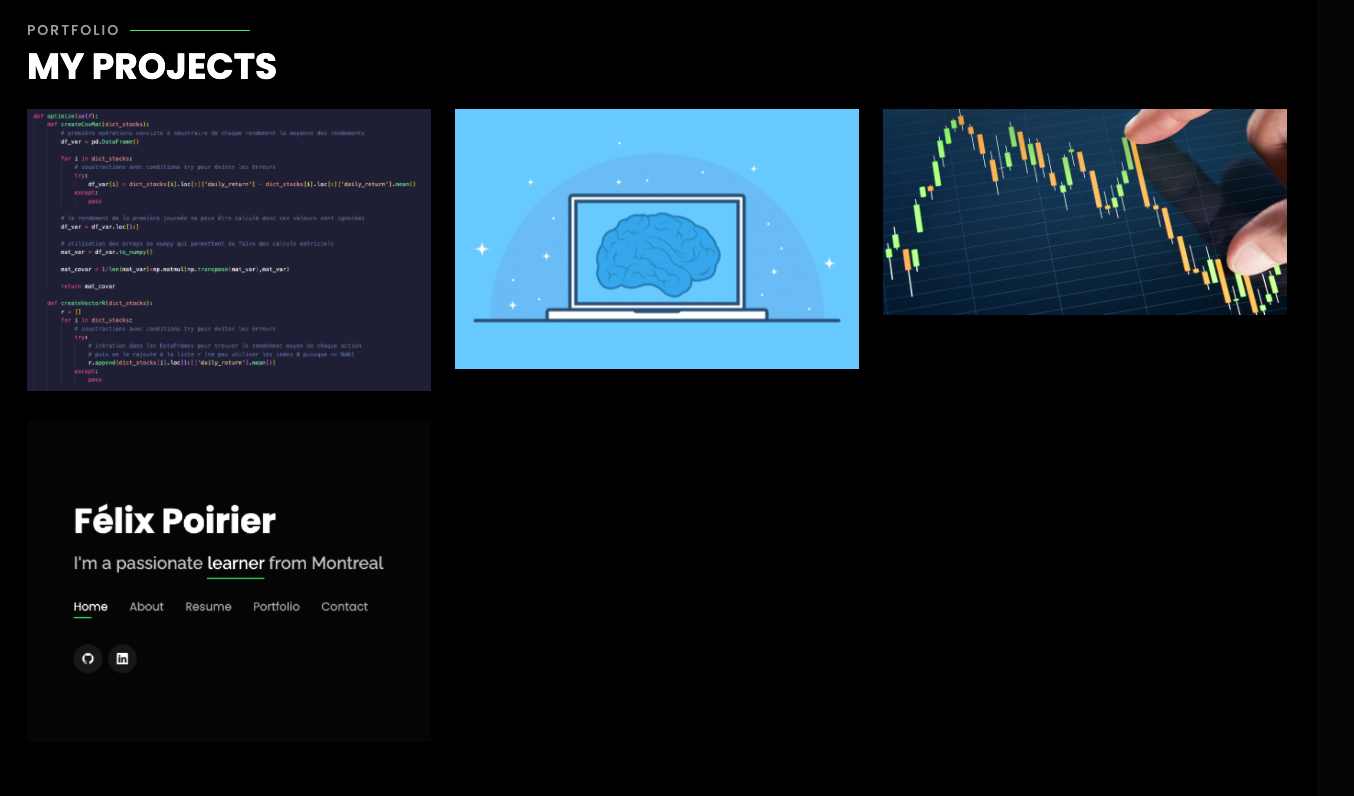 PORTFOLIO
MY PROJECTS
def optimize(self):
def createCovMat(dict_stocks):
# première opérations consiste à soustraire de chaque rendement la moyenne des rendements
df_var = pd.DataFrame()
for i in dict_stocks:
# soustractions avec conditions try pour éviter les érreurs
try:
df_var[i] = dict_stocks[i].loc[:]['daily_return'] - dict_stocks[i].loc[:]['daily_return'].mean()
except:
pass
# le rendement de la première journée ne peux être calculé donc ces valeurs sont ignorées
df_var = df_var.loc[1:]
# utilisation des arrays de numpy qui permettent de faire des calculs matriciels
mat_var = df_var.to_numpy()
mat_covar = 1/len(mat_var)*np.matmul(np.transpose(mat_var),mat_var)
return mat_covar
def createVectorR(dict_stocks):
r = []
for i in dict_stocks:
# soustractions avec conditions try pour éviter les érreurs
try:
# itération dans les DataFrames pour trouver le rendement moyen de chaque action
# puis on le rajoute à la liste r (ne pas utiliser les index 0 puisque == NaN)
r.append(dict_stocks[i].loc[1:]['daily_return'].mean())
except:
pass
Félix Poirier
I'm a passionate learner from Montreal
Home About Resume Portfolio Contact
in